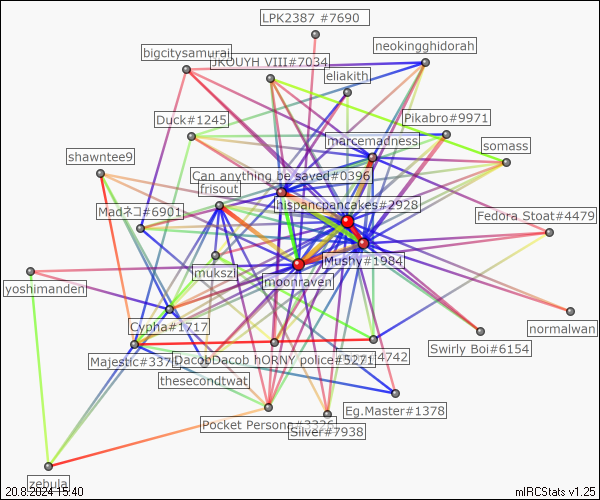 LPK2387 #7690
neokingghidorah
bigcitysamurai
JKOUYH VIII#7034
eliakith
Pikabro#9971
Duck#1245
marcemadness
somass
shawntee9
Can anything be saved#0396
frisout
hispancpancakes#2928
Madネコ#6901
Fedora Stoat#4479
Mushy#1984
mukszi
moonraven
yoshimanden
Cypha#1717
normalwan
Swirly Boi#6154
Majestic#337
DacobDacob hORNY police#5271
4742
thesecondtwat
Eg.Master#1378
Pocket Persona
Silver#7938
zebula
20.8.2024 15:40
mIRCStats v1.25